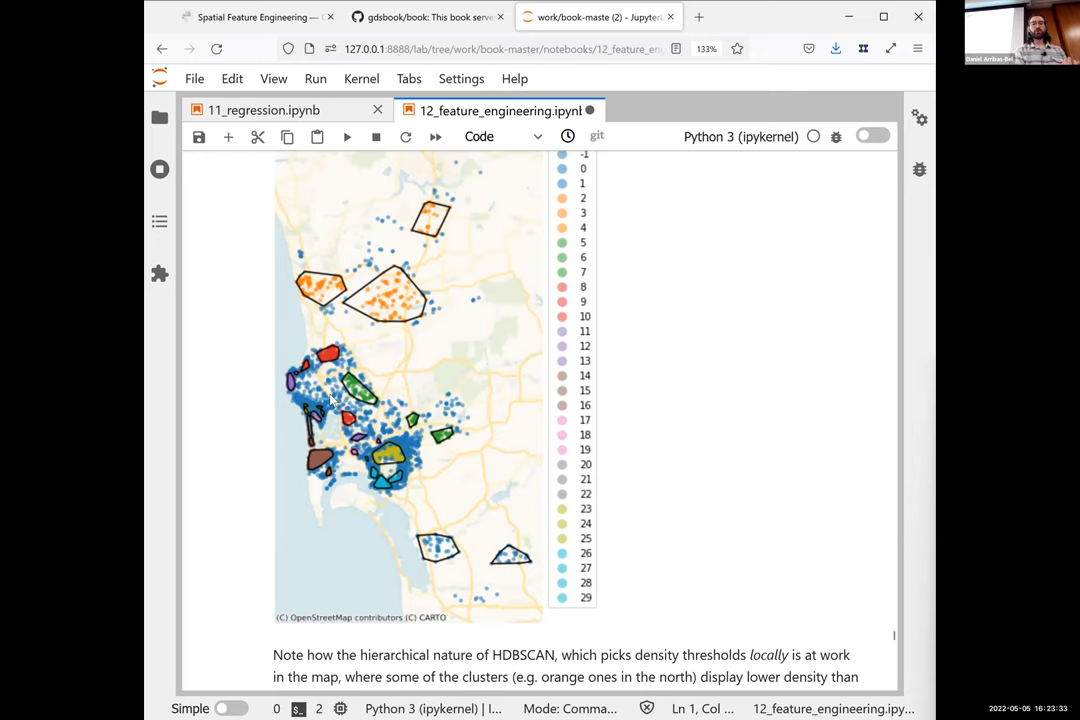 Spatial Feature Engineering — C
gdsbook/book: This book serve
work/book-maste (2) - Jupyterl
127.0.0.1:8888/lab/tree/work/book-master/notebooks/12_feature_en
133%
File Edit View Run Kernel Tabs Settings Help
11_regression.ipynb
12_feature_engineering.ipynb
Code
git
Python 3 (ipykernel)
-1
0
1
2
3
4
5
6
7
8
9
10
11
12
13
14
15
16
17
18
19
20
21
22
23
24
25
26
27
28
29
(C) OpenStreetMap contributors (C) CARTO
Note how the hierarchical nature of HDBSCAN, which picks density thresholds locally is at work
in the map, where some of the clusters (e.g. orange ones in the north) display lower density than
Simple 0 2 Python 3 (ipykernel) | I... Mode: Comma... Ln 1, Col ... 12_feature_engineering.ipy...
Daniel Arribas-Bel
2022-05-05 16:23:33